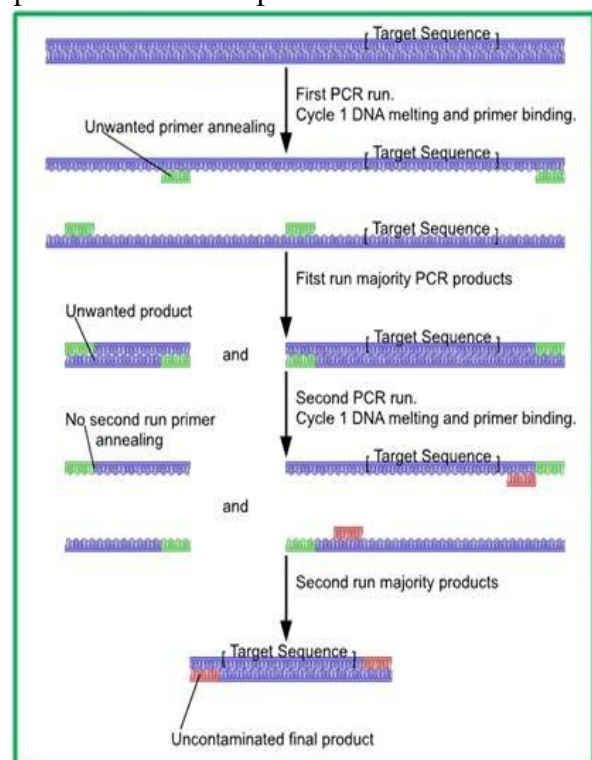 [ Target Sequence ]
First PCR run.
Cycle 1 DNA melting and primer binding.
Unwanted primer annealing
[ Target Sequence ]
[ Target Sequence ]
Fitst run majority PCR products
Unwanted product
[ Target Sequence ]
and
Second PCR run.
Cycle 1 DNA melting and primer binding.
No second run primer
annealing
[ Target Sequence ]
and
Second run majority products
[ Target Sequence ]
Uncontaminated final product